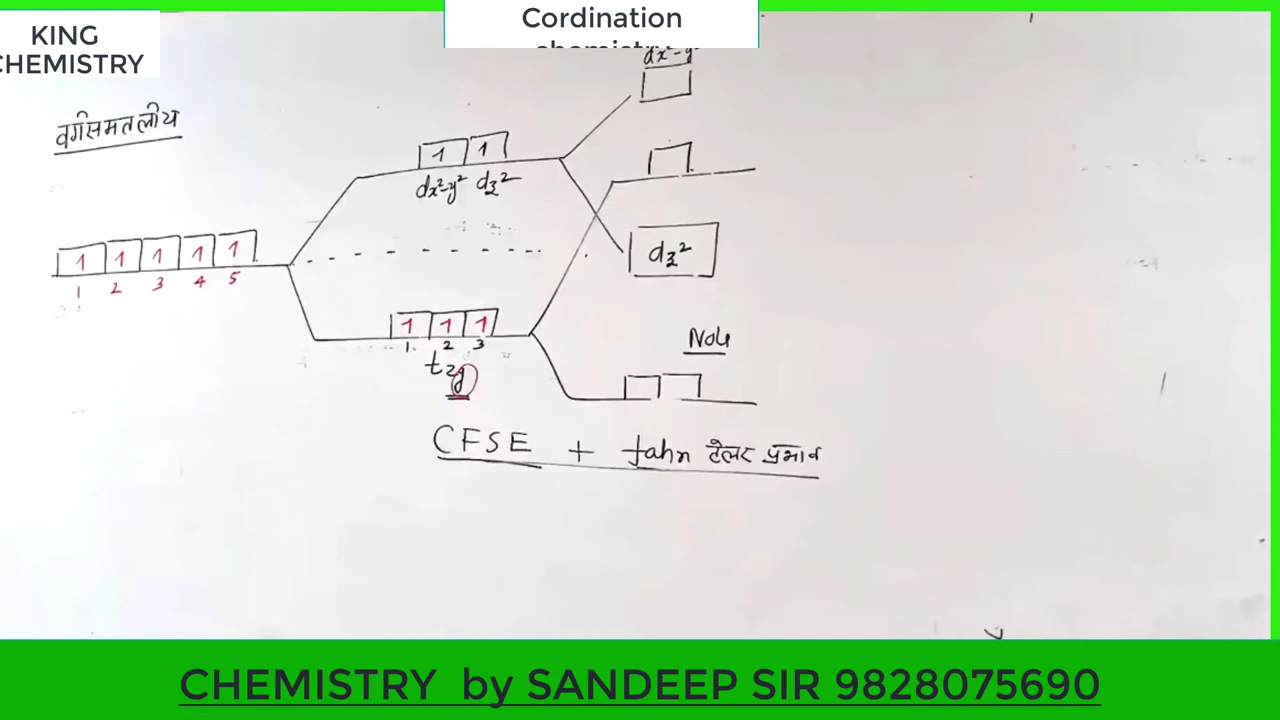 KING
CHEMISTRY
Cordination
chemistry
वर्गसमतलीय
1 1 1 1 1
1 2 3 4 5
1 1
dx²-y² dz²
dx²-y²
dz²
1 1 1
1 2 3
t2g
CFSE + Jahn टेलर प्रभाव
CHEMISTRY by SANDEEP SIR 9828075690